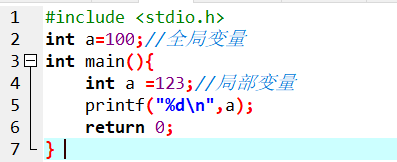 1 #include <stdio.h>
2 int a=100;//全局变量
3 int main(){
4 int a =123;//局部变量
5 printf("%d\n",a);
6 return 0;
7 }